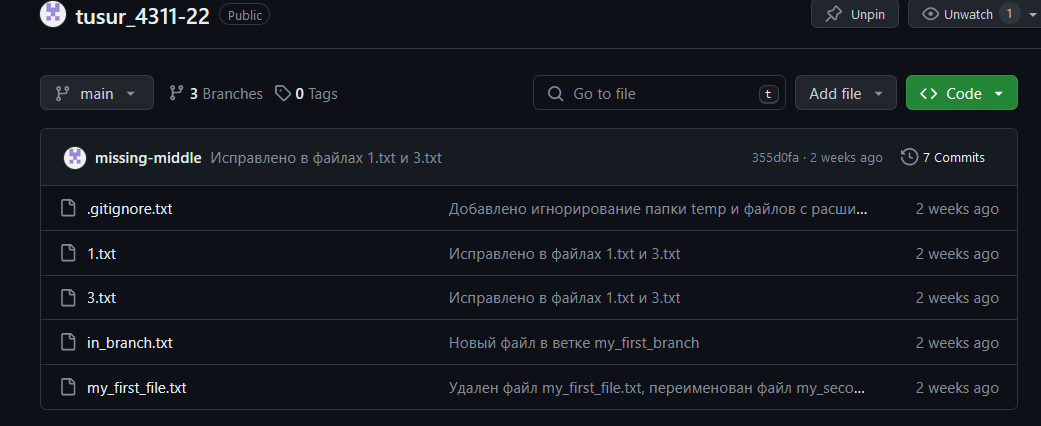 tusur_4311-22 Public Unpin Unwatch 1
main 3 Branches 0 Tags Go to file t Add file Code
missing-middle Исправлено в файлах 1.txt и 3.txt 355d0fa · 2 weeks ago 7 Commits
.gitignore.txt Добавлено игнорирование папки temp и файлов с расши... 2 weeks ago
1.txt Исправлено в файлах 1.txt и 3.txt 2 weeks ago
3.txt Исправлено в файлах 1.txt и 3.txt 2 weeks ago
in_branch.txt Новый файл в ветке my_first_branch 2 weeks ago
my_first_file.txt Удален файл my_first_file.txt, переименован файл my_seco... 2 weeks ago